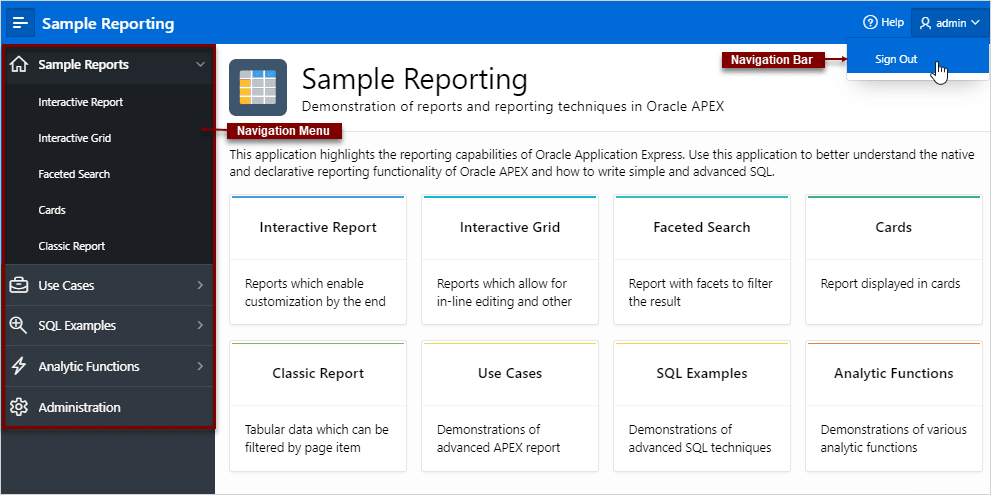 Sample Reporting
Help
admin
Sign Out
Navigation Bar
Sample Reports
Interactive Report
Interactive Grid
Faceted Search
Cards
Classic Report
Use Cases
SQL Examples
Analytic Functions
Administration
Navigation Menu
Sample Reporting
Demonstration of reports and reporting techniques in Oracle APEX
This application highlights the reporting capabilities of Oracle Application Express. Use this application to better understand the native
and declarative reporting functionality of Oracle APEX and how to write simple and advanced SQL.
Interactive Report
Reports which enable
customization by the end
Interactive Grid
Reports which allow for
in-line editing and other
Faceted Search
Report with facets to filter
the result
Cards
Report displayed in cards
Classic Report
Tabular data which can be
filtered by page item
Use Cases
Demonstrations of
advanced APEX report
SQL Examples
Demonstrations of
advanced SQL techniques
Analytic Functions
Demonstrations of various
analytic functions